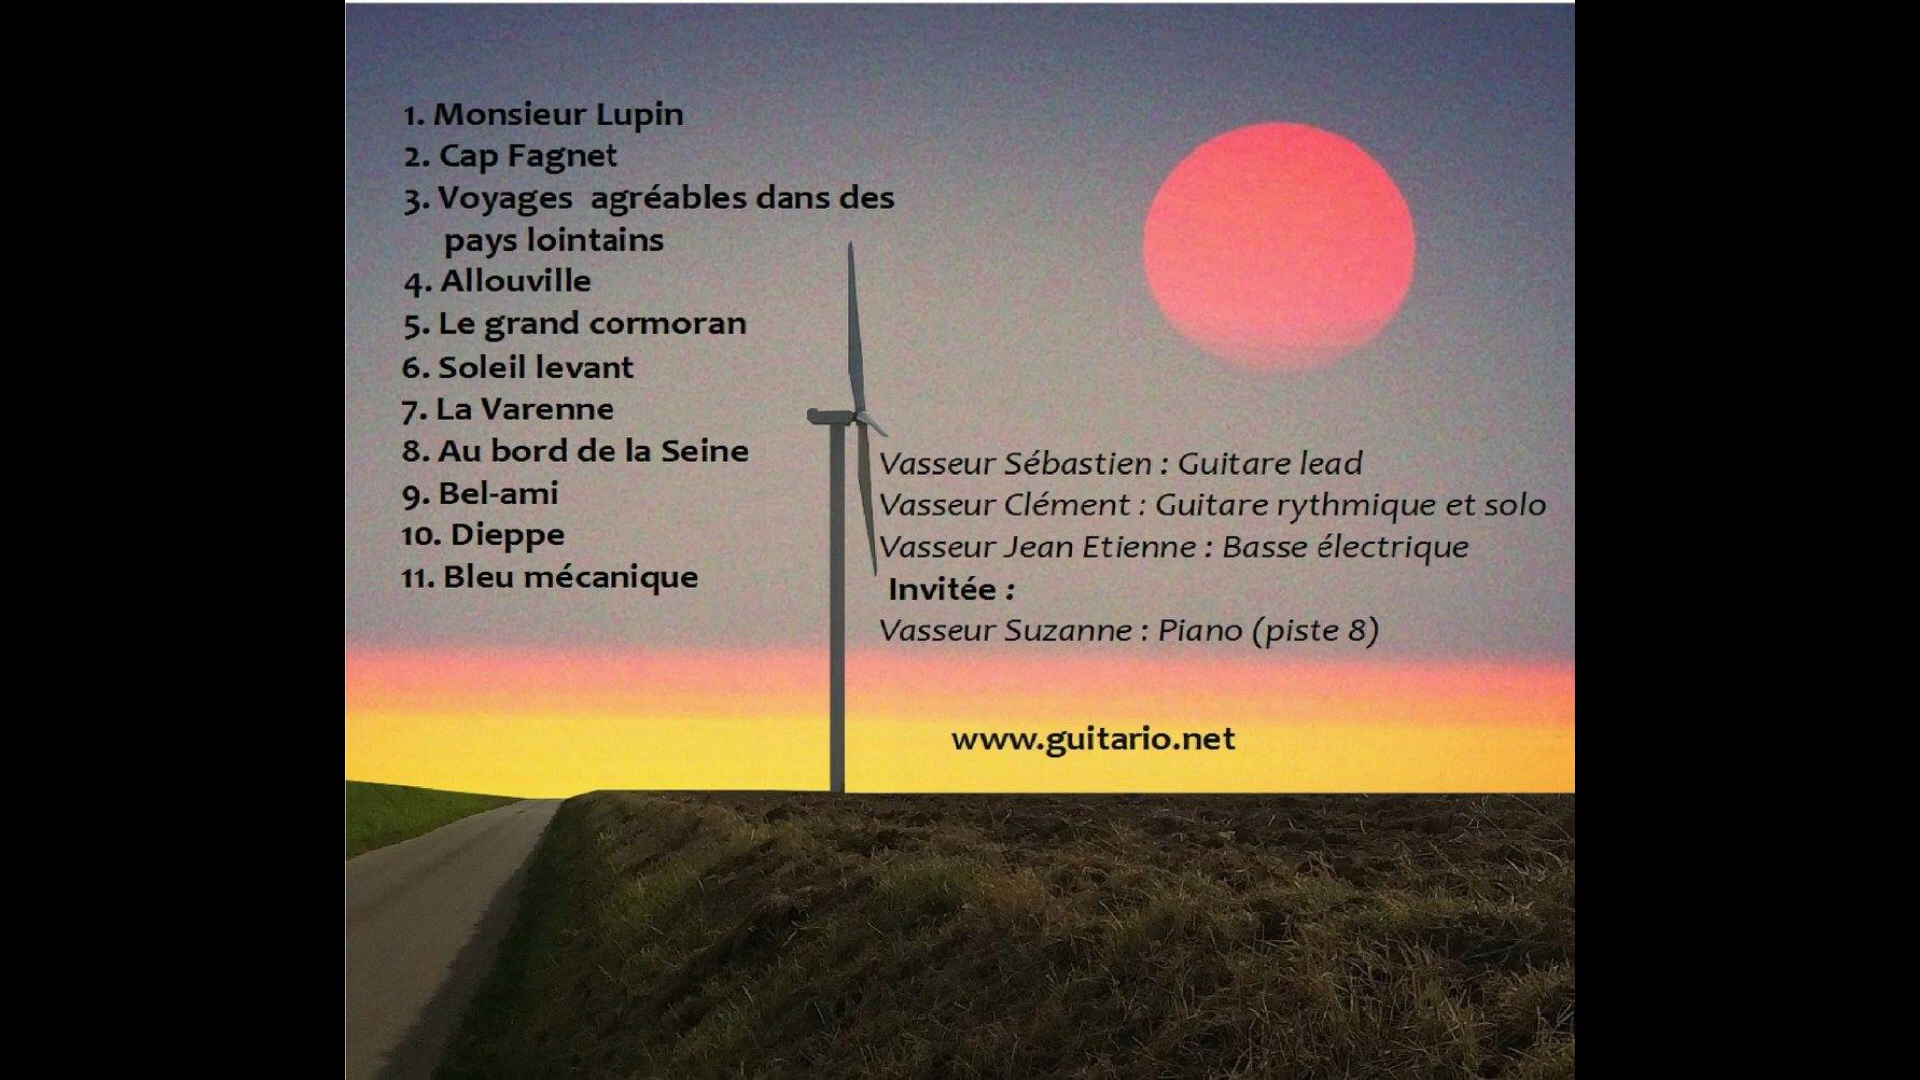 1. Monsieur Lupin
2. Cap Fagnet
3. Voyages  agréables dans des
pays lointains
4. Allouville
5. Le grand cormoran
6. Soleil levant
7. La Varenne
8. Au bord de la Seine
9. Bel-ami
10. Dieppe
11. Bleu mécanique
Vasseur Sébastien : Guitare lead
Vasseur Clément : Guitare rythmique et solo
Vasseur Jean Etienne : Basse électrique
Invitée :
Vasseur Suzanne : Piano (piste 8)
www.guitario.net